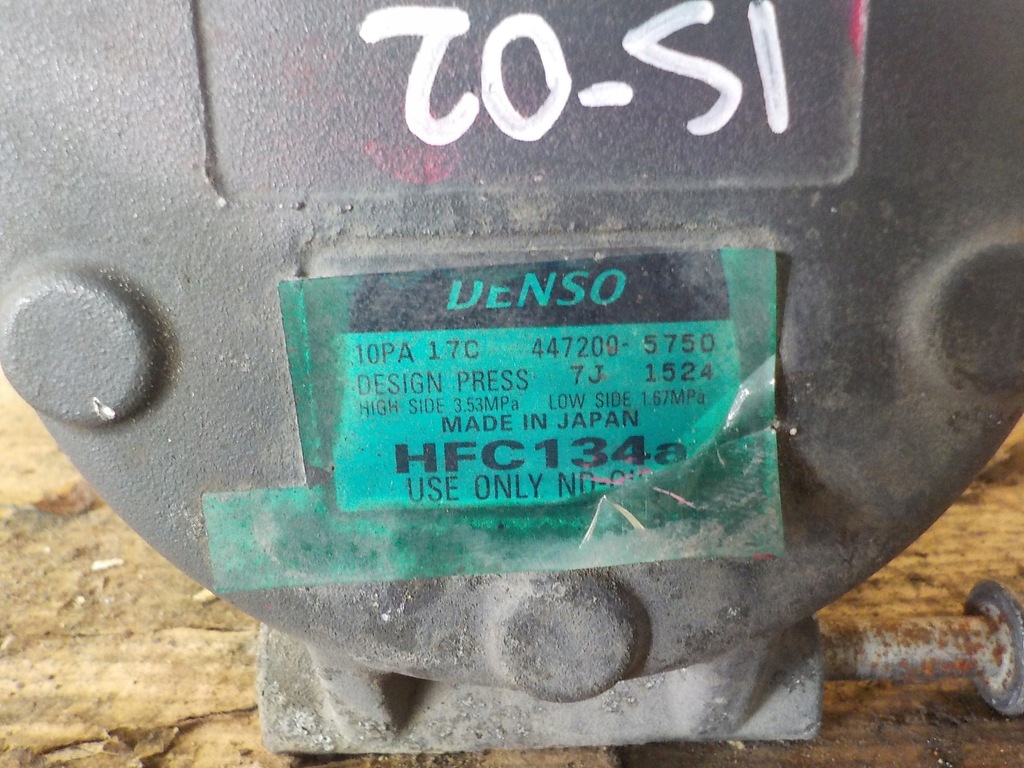 IS-02
DENSO
10PA 17C 447200-5750
DESIGN PRESS 7J 1524
HIGH SIDE 3.53MPa LOW SIDE 1.67MPa
MADE IN JAPAN
HFC134a
USE ONLY